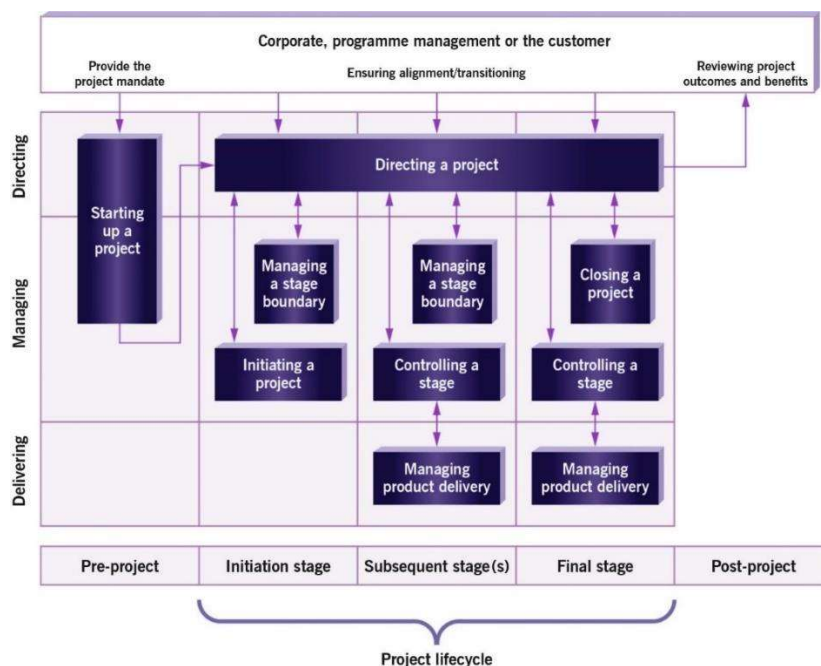 Corporate, programme management or the customer
Provide the
project mandate
Ensuring alignment/transitioning
Reviewing project
outcomes and benefits
Directing
Directing a project
Starting
up a
project
Managing
Managing
a stage
boundary
Managing
a stage
boundary
Closing a
project
Initiating a
project
Controlling a
stage
Controlling a
stage
Delivering
Managing
product delivery
Managing
product delivery
Pre-project
Initiation stage
Subsequent stage(s)
Final stage
Post-project
Project lifecycle